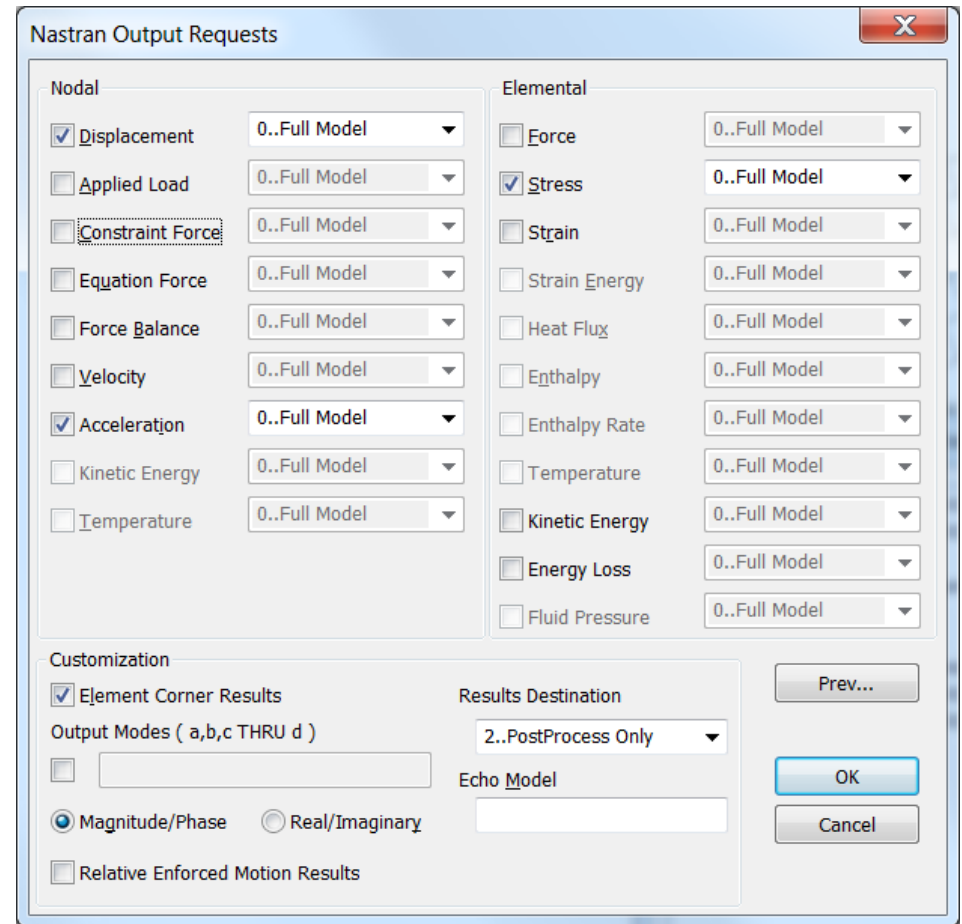 Nastran Output Requests
Nodal
Displacement 0..Full Model
Applied Load 0..Full Model
Constraint Force 0..Full Model
Equation Force 0..Full Model
Force Balance 0..Full Model
Velocity 0..Full Model
Acceleration 0..Full Model
Kinetic Energy 0..Full Model
Temperature 0..Full Model
Elemental
Force 0..Full Model
Stress 0..Full Model
Strain 0..Full Model
Strain Energy 0..Full Model
Heat Flux 0..Full Model
Enthalpy 0..Full Model
Enthalpy Rate 0..Full Model
Temperature 0..Full Model
Kinetic Energy 0..Full Model
Energy Loss 0..Full Model
Fluid Pressure 0..Full Model
Customization
Element Corner Results
Output Modes ( a,b,c THRU d )
Magnitude/Phase Real/Imaginary
Relative Enforced Motion Results
Results Destination
2..PostProcess Only
Echo Model
Prev...
OK
Cancel